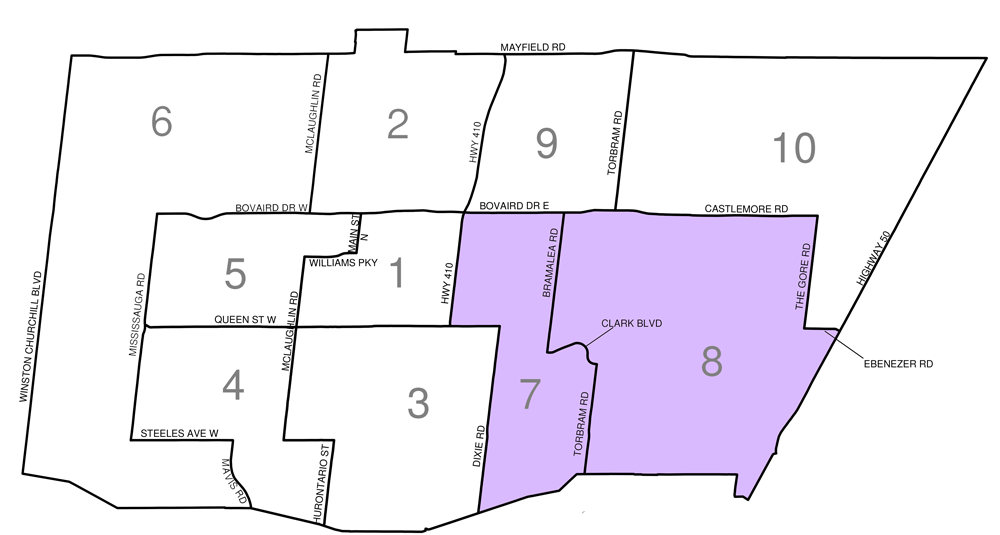 MAYFIELD RD
6
MCLAUGHLIN RD
2
HWY 410
9
TORBRAM RD
10
BOVAIRD DR W
BOVAIRD DR E
CASTLEMORE RD
MAIN ST
N
WILLIAMS PKY
5
1
HWY 410
BRAMALEA RD
THE GORE RD
HIGHWAY 50
WINSTON CHURCHILL BLVD
MISSISSAUGA RD
QUEEN ST W
MCLAUGHLIN RD
CLARK BLVD
EBENEZER RD
4
3
7
8
STEELES AVE W
MAVIS RD
HURONTARIO ST
DIXIE RD
TORBRAM RD